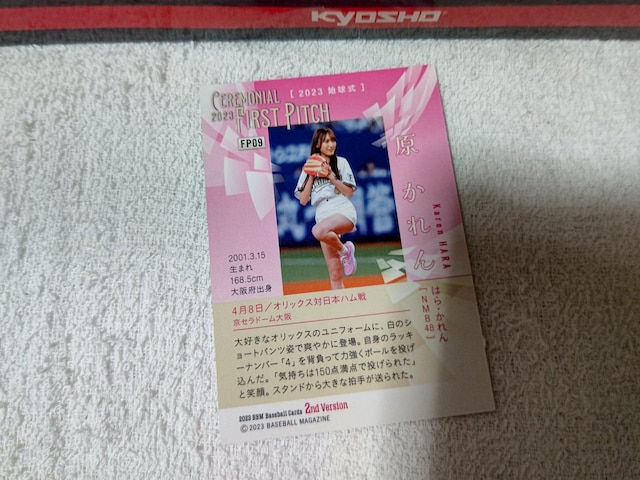 KYOSHO
CEREMONIAL
2023 FIRST PITCH
[ 2023 始球式 ]
FP09
原 かれん
Karen HARA
はら・かれん
[NMB48]
2001.3.15
生まれ
168.5cm
大阪府出身
4月8日/オリックス対日本ハム戦
京セラドーム大阪
大好きなオリックスのユニフォームに、白のシ
ョートパンツ姿で爽やかに登場。自身のラッキ
ーナンバー「4」を背負って力強くボールを投げ
込んだ。「気持ちは150点満点で投げられた」
と笑顔。スタンドから大きな拍手が送られた。
2023 BBM Baseball Cards 2nd Version
©2023 BASEBALL MAGAZINE